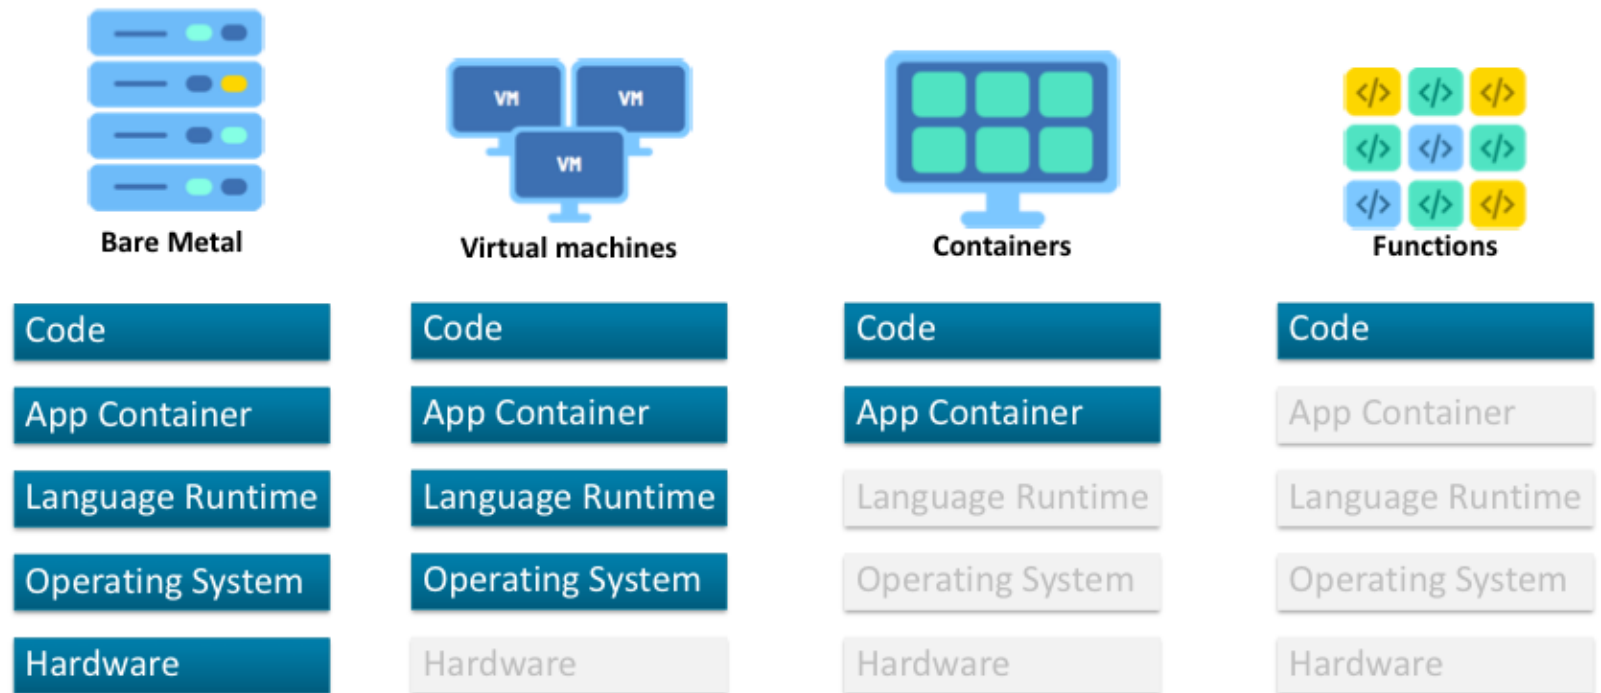 VM
VM
VM
</>
</>
</>
</>
</>
</>
</>
</>
</>
Bare Metal
Virtual machines
Containers
Functions
Code
Code
Code
Code
App Container
App Container
App Container
App Container
Language Runtime
Language Runtime
Language Runtime
Language Runtime
Operating System
Operating System
Operating System
Operating System
Hardware
Hardware
Hardware
Hardware